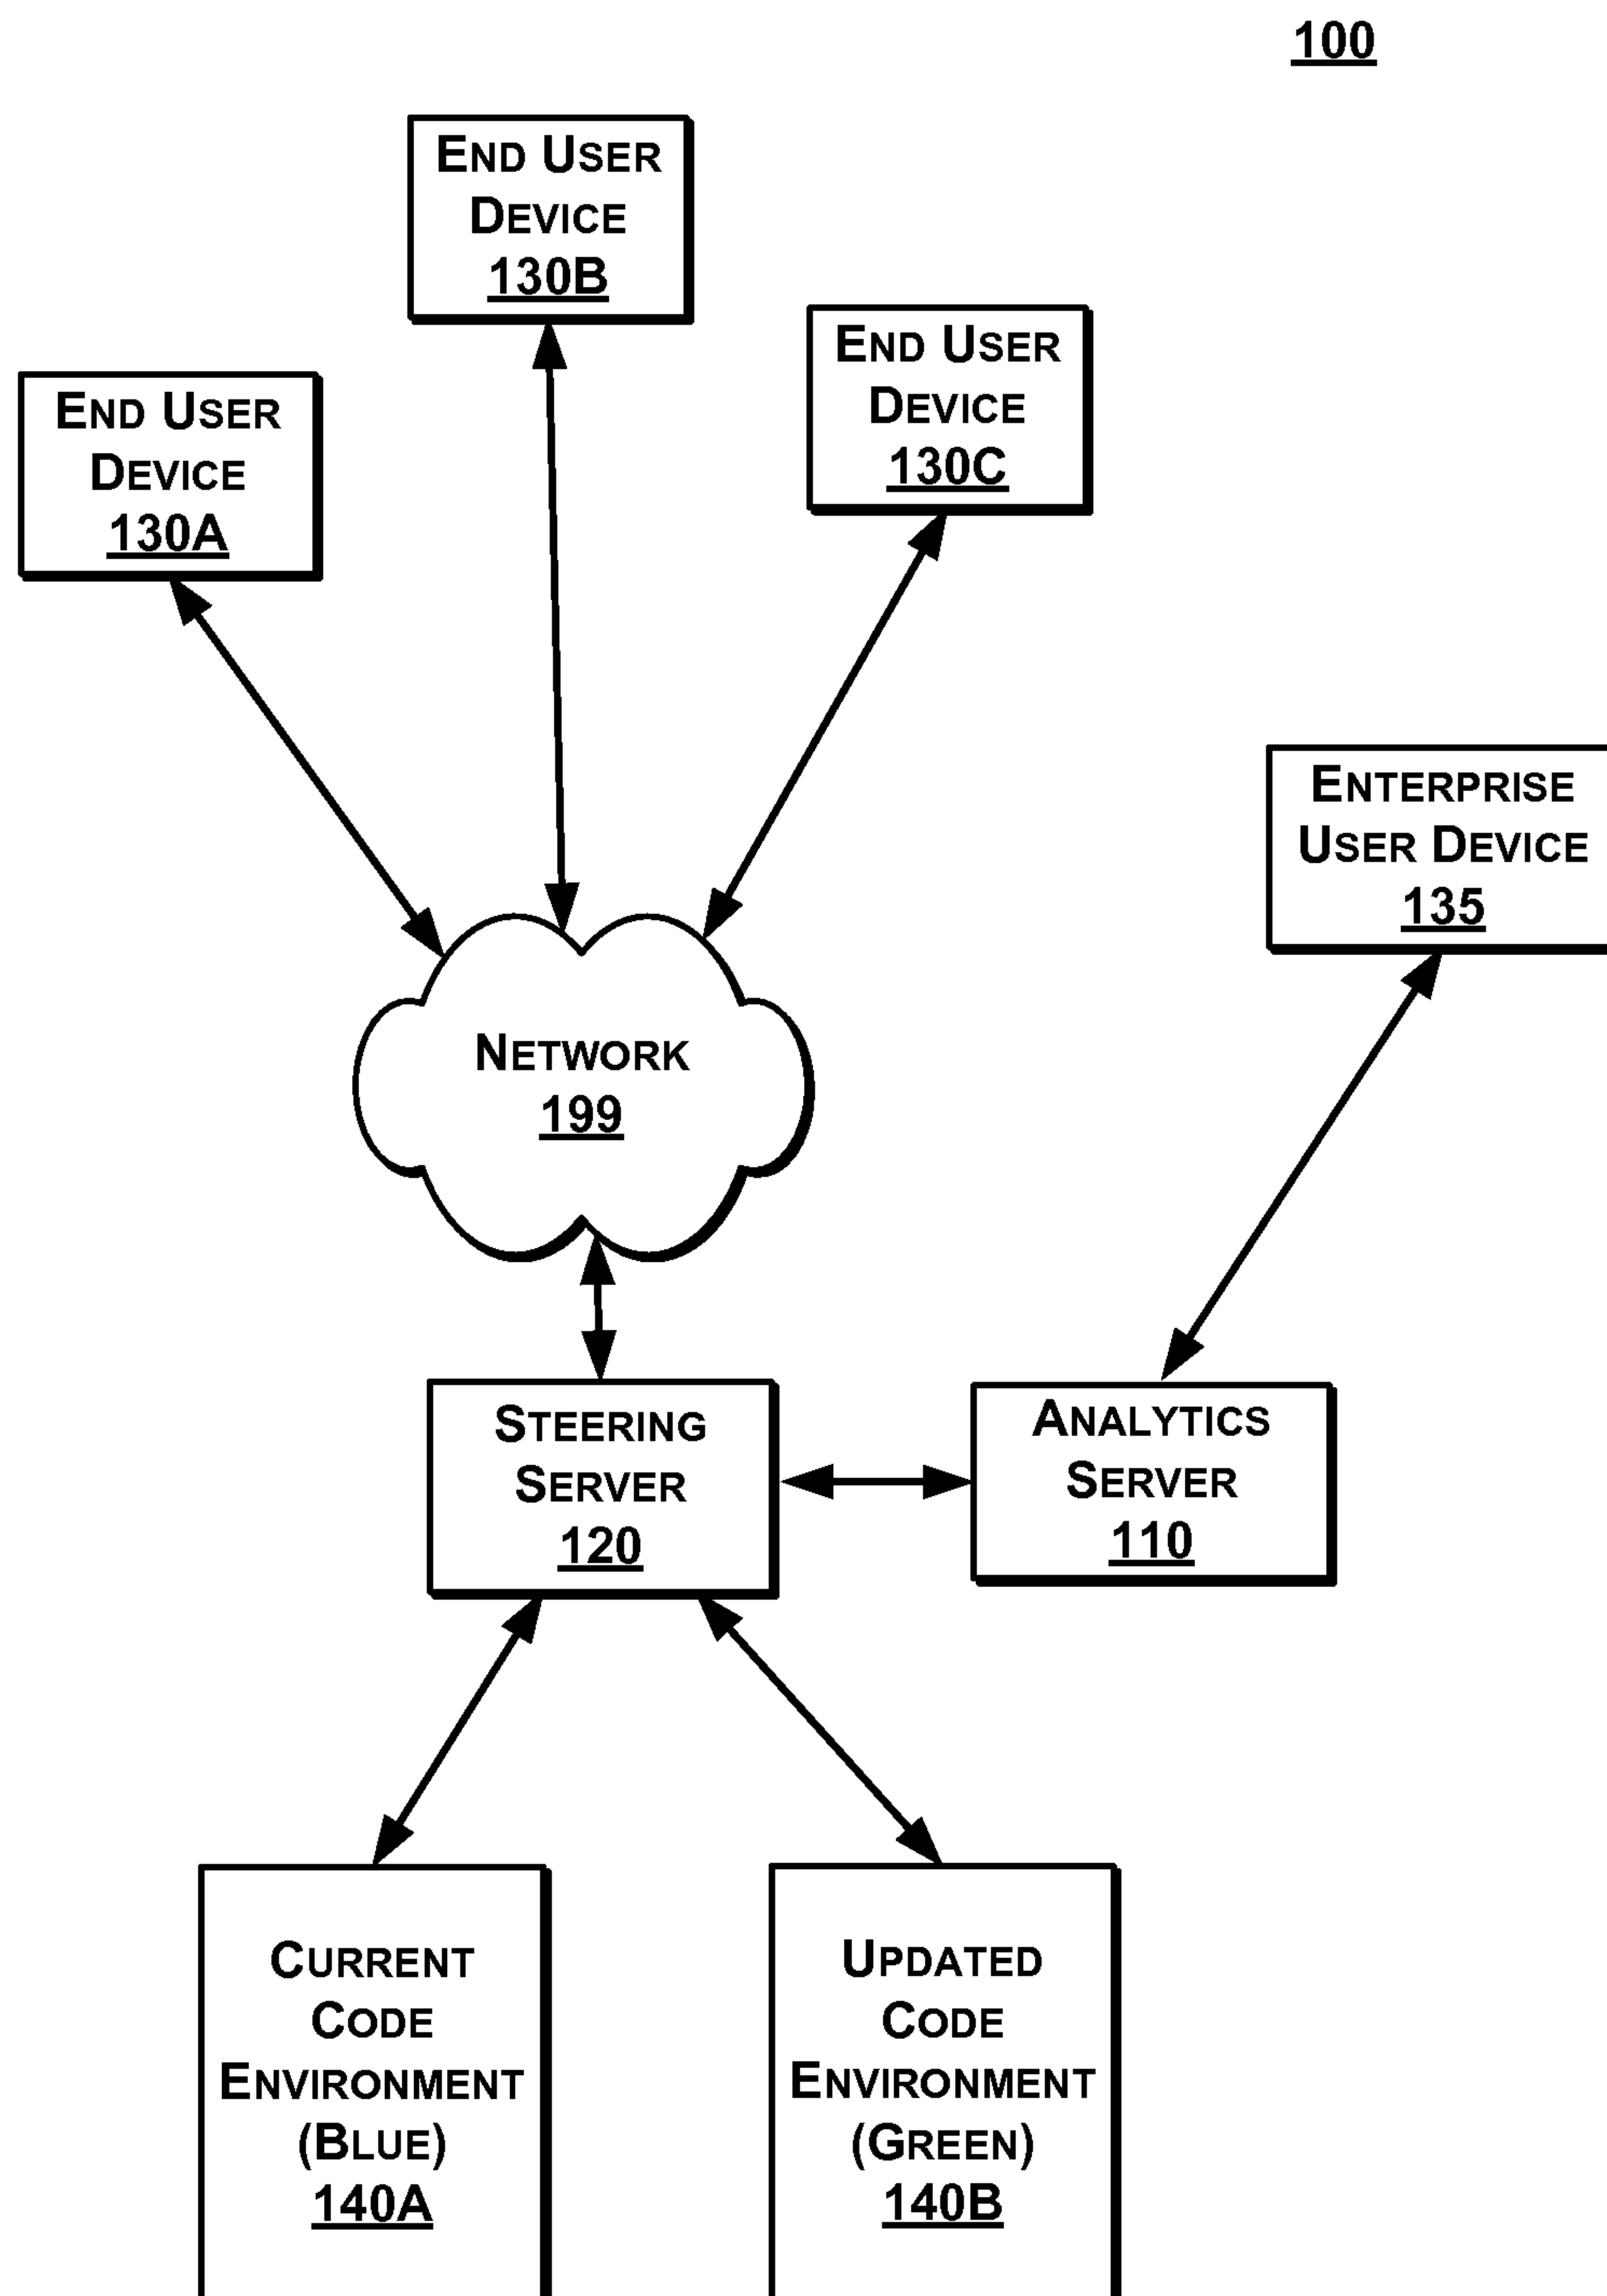 100
END USER
DEVICE
130B
END USER
DEVICE
130C
END USER
DEVICE
130A
ENTERPRISE
USER DEVICE
135
NETWORK
199
STEERING
SERVER
120
ANALYTICS
SERVER
110
CURRENT
CODE
ENVIRONMENT
(BLUE)
140A
UPDATED
CODE
ENVIRONMENT
(GREEN)
140B